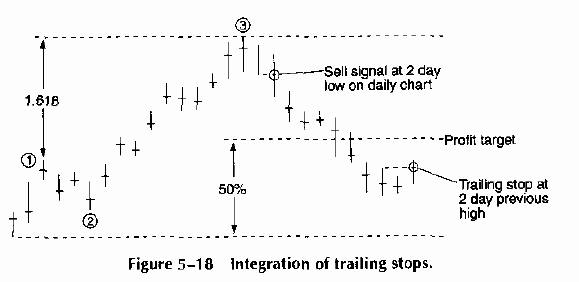 ③
Sell signal at 2 day
low on daily chart
1.618
Profit target
①
50%
②
Trailing stop at
2 day previous
high
Figure 5–18 Integration of trailing stops.